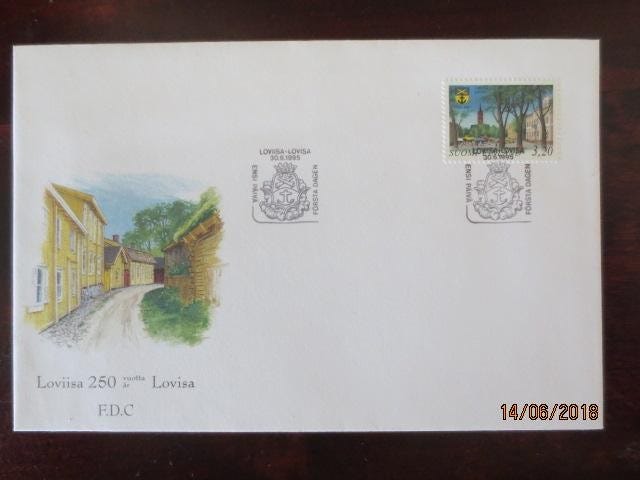 SUOMI FINLAND 3,20
LOVIISA-LOVISA
30.6.1995
ENSI PÄIVÄ
FÖRSTA DAGEN
LOVIISA-LOVISA
30.6.1995
ENSI PÄIVÄ
FÖRSTA DAGEN
Loviisa 250 vuotta år Lovisa
F.D.C
14/06/2018